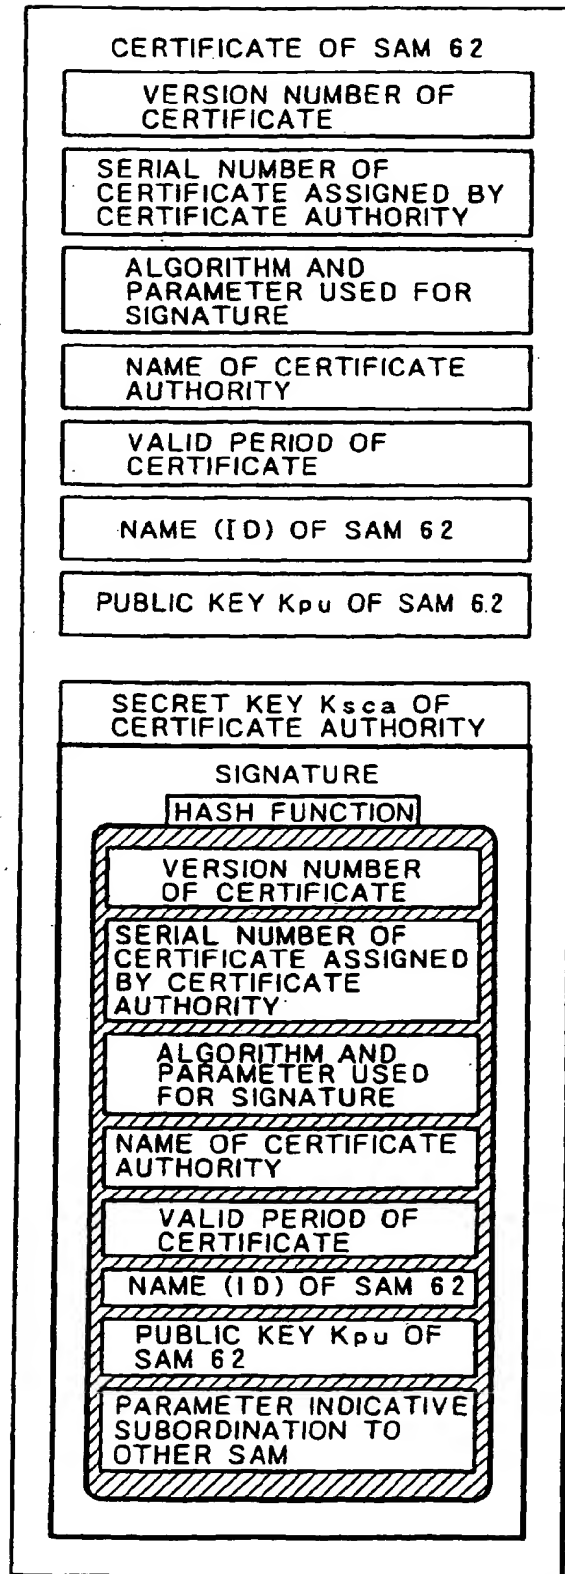 CERTIFICATE OF SAM 62
VERSION NUMBER OF
CERTIFICATE
SERIAL NUMBER OF
CERTIFICATE ASSIGNED BY
CERTIFICATE AUTHORITY
ALGORITHM AND
PARAMETER USED FOR
SIGNATURE
NAME OF CERTIFICATE
AUTHORITY
VALID PERIOD OF
CERTIFICATE
NAME (ID) OF SAM 62
PUBLIC KEY Kpu OF SAM 62
SECRET KEY Ksca OF
CERTIFICATE AUTHORITY
SIGNATURE
HASH FUNCTION
VERSION NUMBER
OF CERTIFICATE
SERIAL NUMBER OF
CERTIFICATE ASSIGNED
BY CERTIFICATE
AUTHORITY
ALGORITHM AND
PARAMETER USED
FOR SIGNATURE
NAME OF CERTIFICATE
AUTHORITY
VALID PERIOD OF
CERTIFICATE
NAME (ID) OF SAM 62
PUBLIC KEY Kpu OF
SAM 62
PARAMETER INDICATIVE
SUBORDINATION TO
OTHER SAM